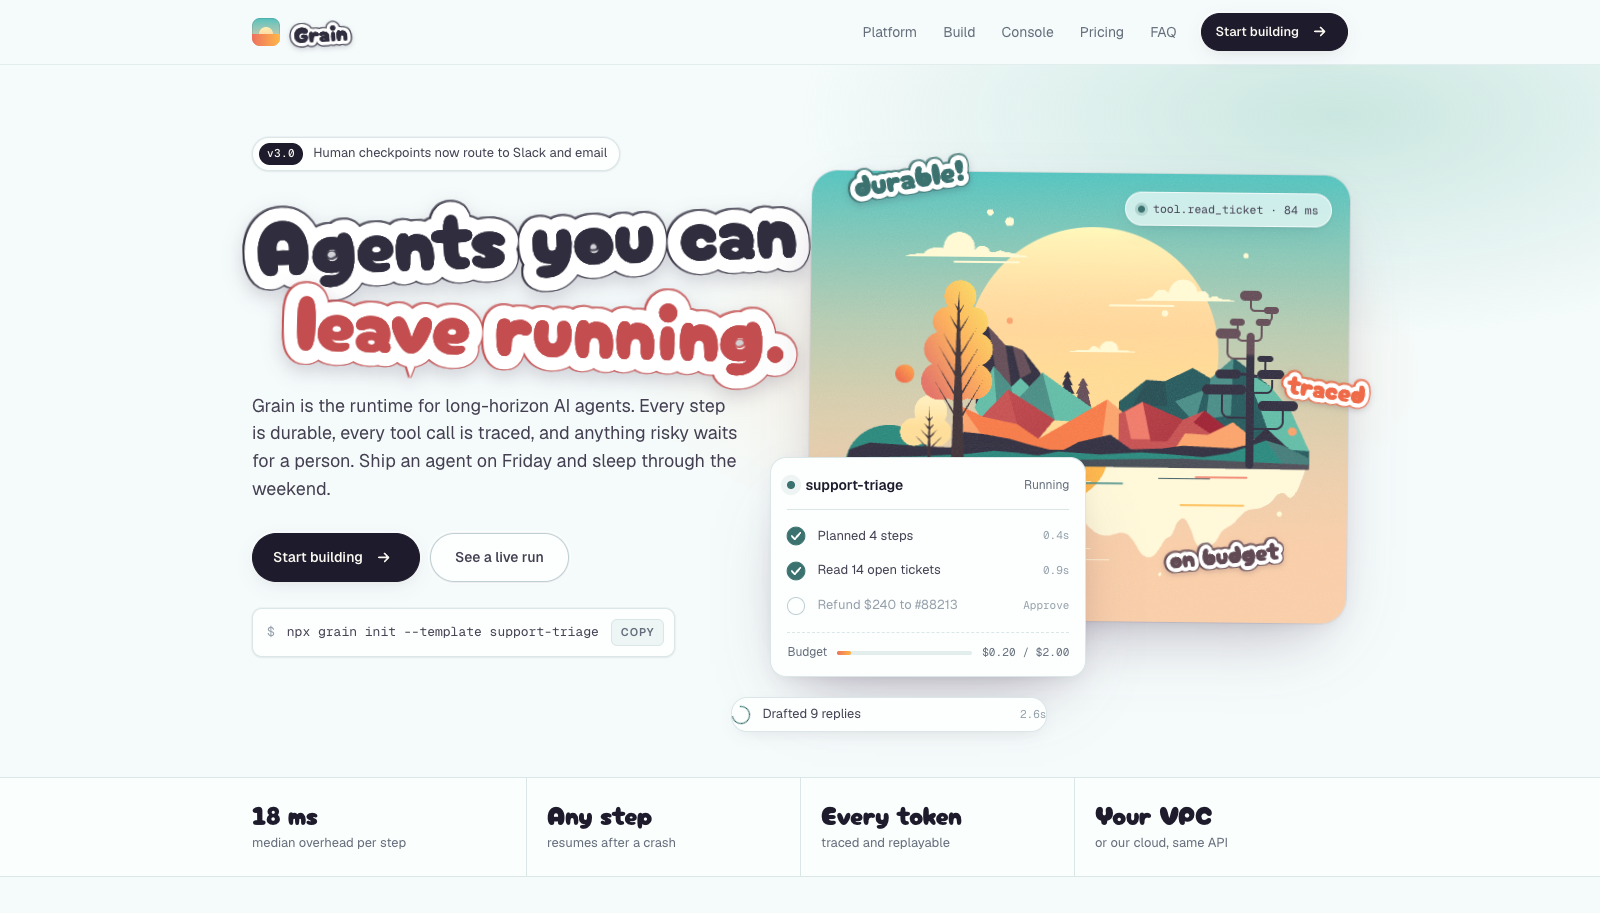 Grain
Platform
Build
Console
Pricing
FAQ
Start building
v3.0 Human checkpoints now route to Slack and email
Agents you can
leave running.
Grain is the runtime for long-horizon AI agents. Every step
is durable, every tool call is traced, and anything risky waits
for a person. Ship an agent on Friday and sleep through the
weekend.
Start building
See a live run
$ npx grain init --template support-triage
COPY
durable!
tool.read_ticket · 84 ms
traced
on budget
support-triage
Running
Planned 4 steps
0.4s
Read 14 open tickets
0.9s
Refund $240 to #88213
Approve
Budget
$0.20 / $2.00
Drafted 9 replies
2.6s
18 ms
median overhead per step
Any step
resumes after a crash
Every token
traced and replayable
Your VPC
or our cloud, same API